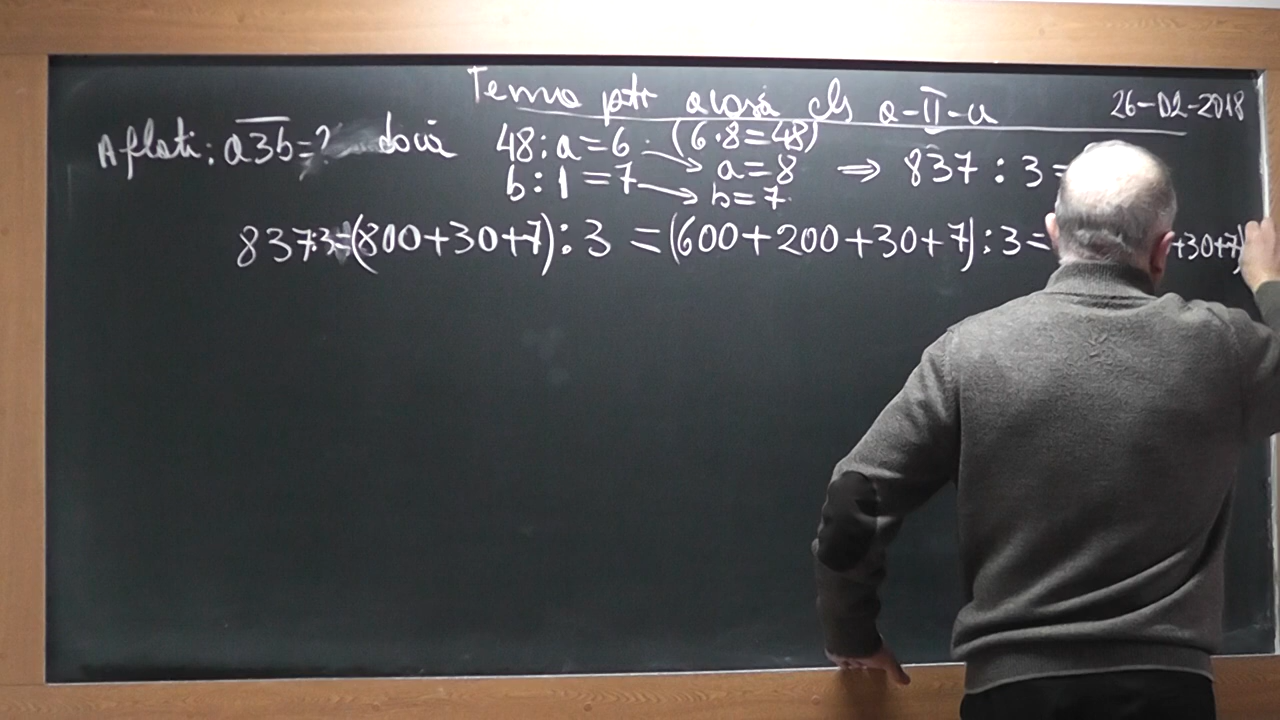 Tema ptr acasă cls a-II-a 26-02-2018
Aflati: a3b=? dacă 48:a=6 (6·8=48)
a=8 ⇒ 837:3=
b:1=7 → b=7
837:3=(800+30+7):3=(600+200+30+7):3= +30+7)